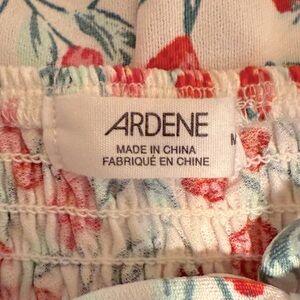 ARDENE
MADE IN CHINA
FABRIQUÉ EN CHINE
M